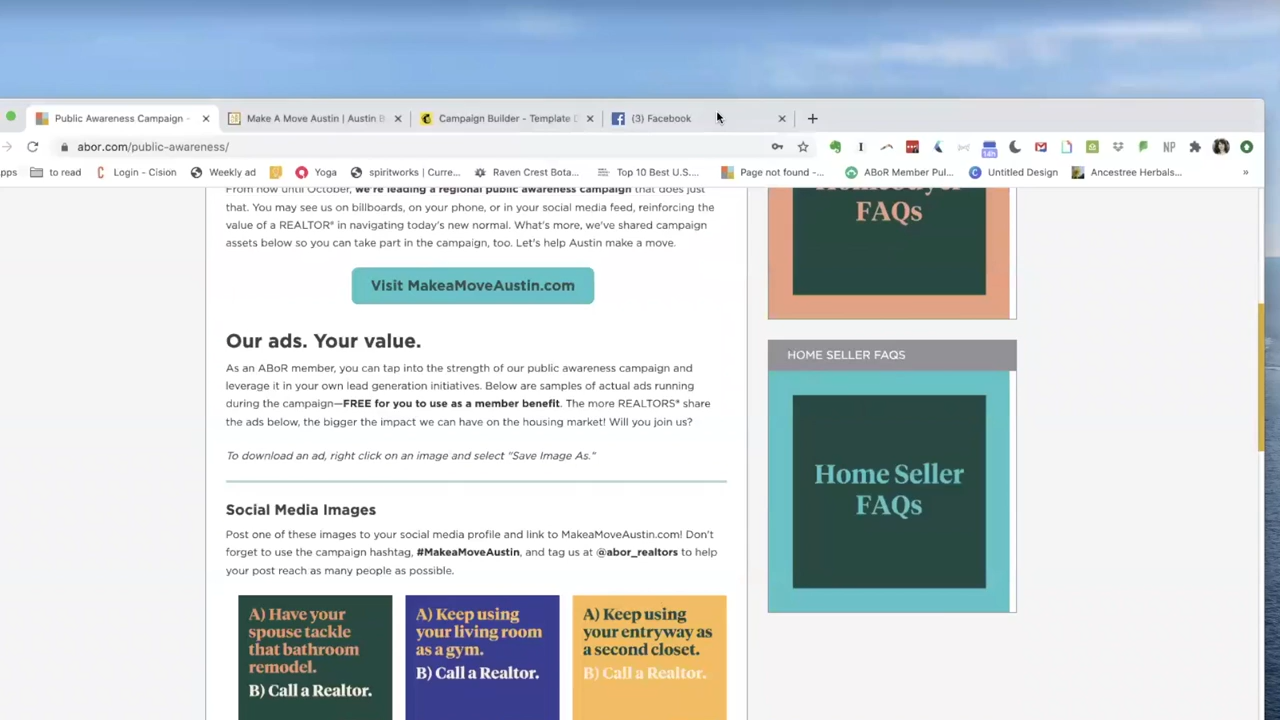 Public Awareness Campaign -
Make A Move Austin | Austin B
Campaign Builder - Template D
(3) Facebook
abor.com/public-awareness/
NP
14h
pps
to read
Login - Cision
Weekly ad
Yoga
spiritworks | Curre...
Raven Crest Bota...
Top 10 Best U.S....
Page not found -...
ABoR Member Pul...
Untitled Design
Ancestree Herbals...
»
From now until October, we're leading a regional public awareness campaign that does just
that. You may see us on billboards, on your phone, or in your social media feed, reinforcing the
value of a REALTOR® in navigating today's new normal. What's more, we've shared campaign
assets below so you can take part in the campaign, too. Let's help Austin make a move.
Visit MakeaMoveAustin.com
Our ads. Your value.
As an ABoR member, you can tap into the strength of our public awareness campaign and
leverage it in your own lead generation initiatives. Below are samples of actual ads running
during the campaign—FREE for you to use as a member benefit. The more REALTORS® share
the ads below, the bigger the impact we can have on the housing market! Will you join us?
To download an ad, right click on an image and select "Save Image As."
Social Media Images
Post one of these images to your social media profile and link to MakeaMoveAustin.com! Don't
forget to use the campaign hashtag, #MakeaMoveAustin, and tag us at @abor_realtors to help
your post reach as many people as possible.
A) Have your
spouse tackle
that bathroom
remodel.
B) Call a Realtor.
A) Keep using
your living room
as a gym.
B) Call a Realtor.
A) Keep using
your entryway as
a second closet.
B) Call a Realtor.
Homebuyer
FAQs
HOME SELLER FAQS
Home Seller
FAQs